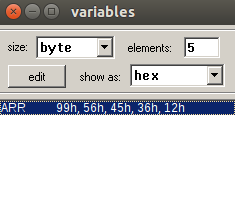 variables
size: byte elements: 5
edit show as: hex
ARR 99h, 56h, 45h, 36h, 12h